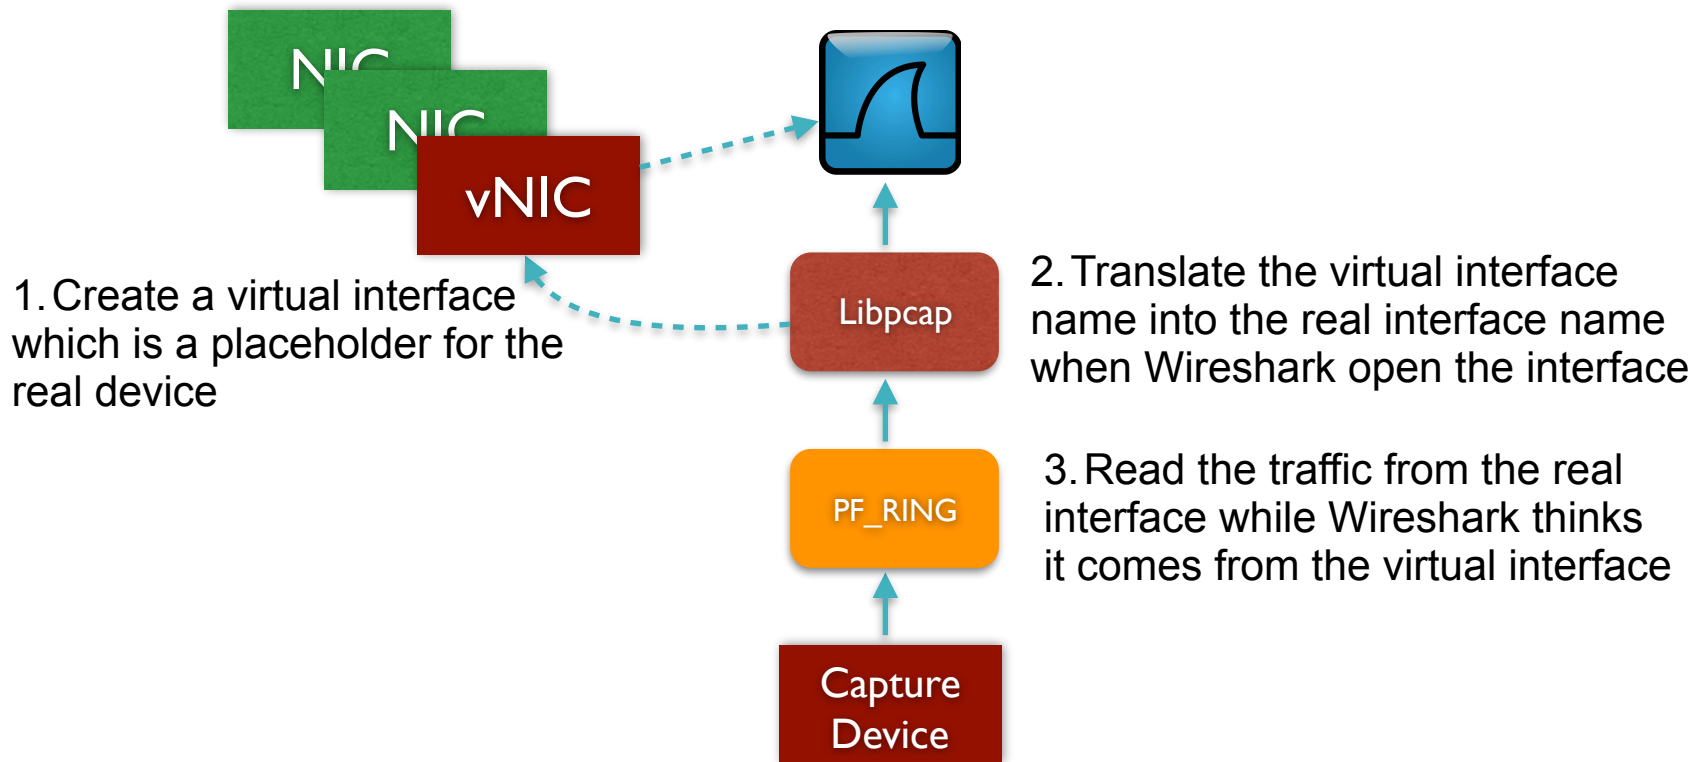 NIC
NIC
vNIC
1. Create a virtual interface
which is a placeholder for the
real device
Libpcap
2. Translate the virtual interface
name into the real interface name
when Wireshark open the interface
PF_RING
3. Read the traffic from the real
interface while Wireshark thinks
it comes from the virtual interface
Capture
Device